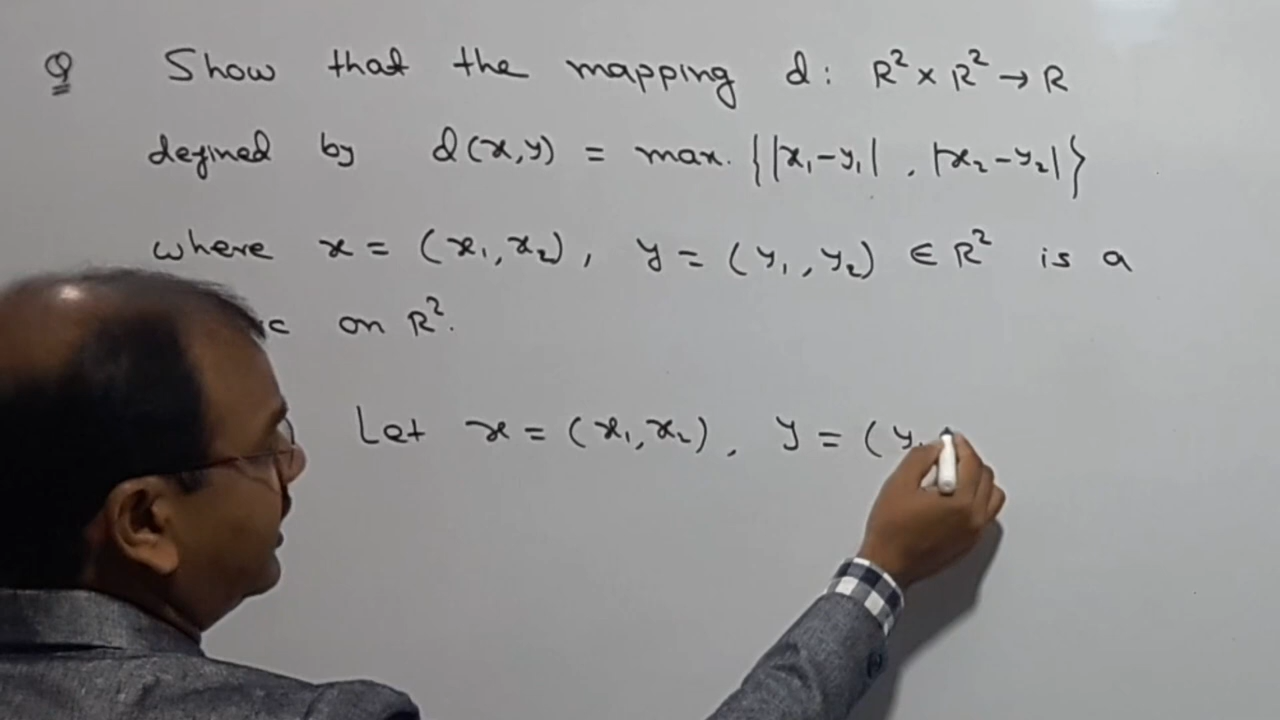 Q Show that the mapping d: R² × R² → R
defined by d(x,y) = max. {|x₁-y₁| , |x₂-y₂|}
where x = (x₁, x₂), y = (y₁, y₂) ∈ R² is a
on R².
Let x = (x₁, x₂), y = (y₁